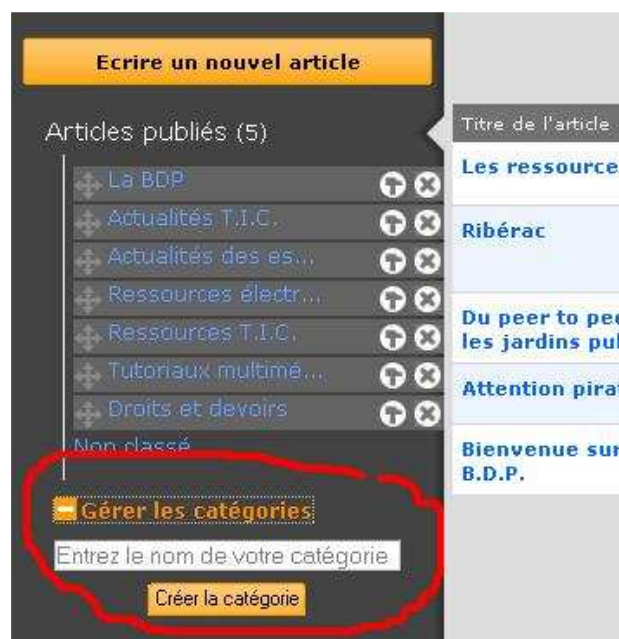 Ecrire un nouvel article
Articles publiés (5)
La BDP
Actualités T.I.C.
Actualités des es...
Ressources électr...
Ressources T.I.C.
Tutoriaux multimé...
Droits et devoirs
Non classé
Gérer les catégories
Entrez le nom de votre catégorie
Créer la catégorie
Titre de l'article
Les ressource
Ribérac
Du peer to pee
les jardins pul
Attention pira
Bienvenue sur
B.D.P.